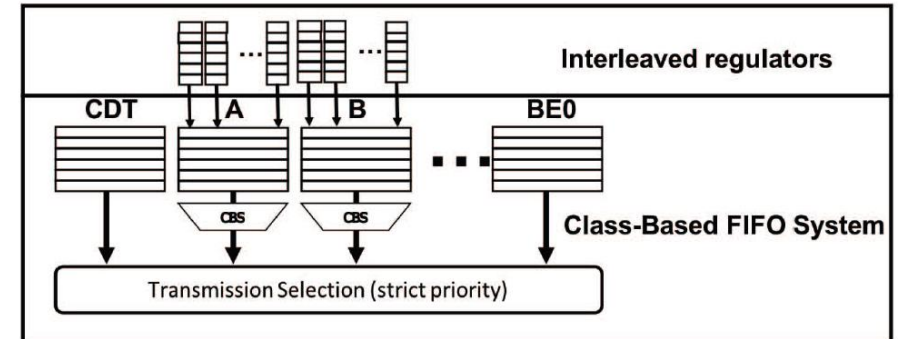 Interleaved regulators
CDT A B BE0
CBS CBS
Class-Based FIFO System
Transmission Selection (strict priority)